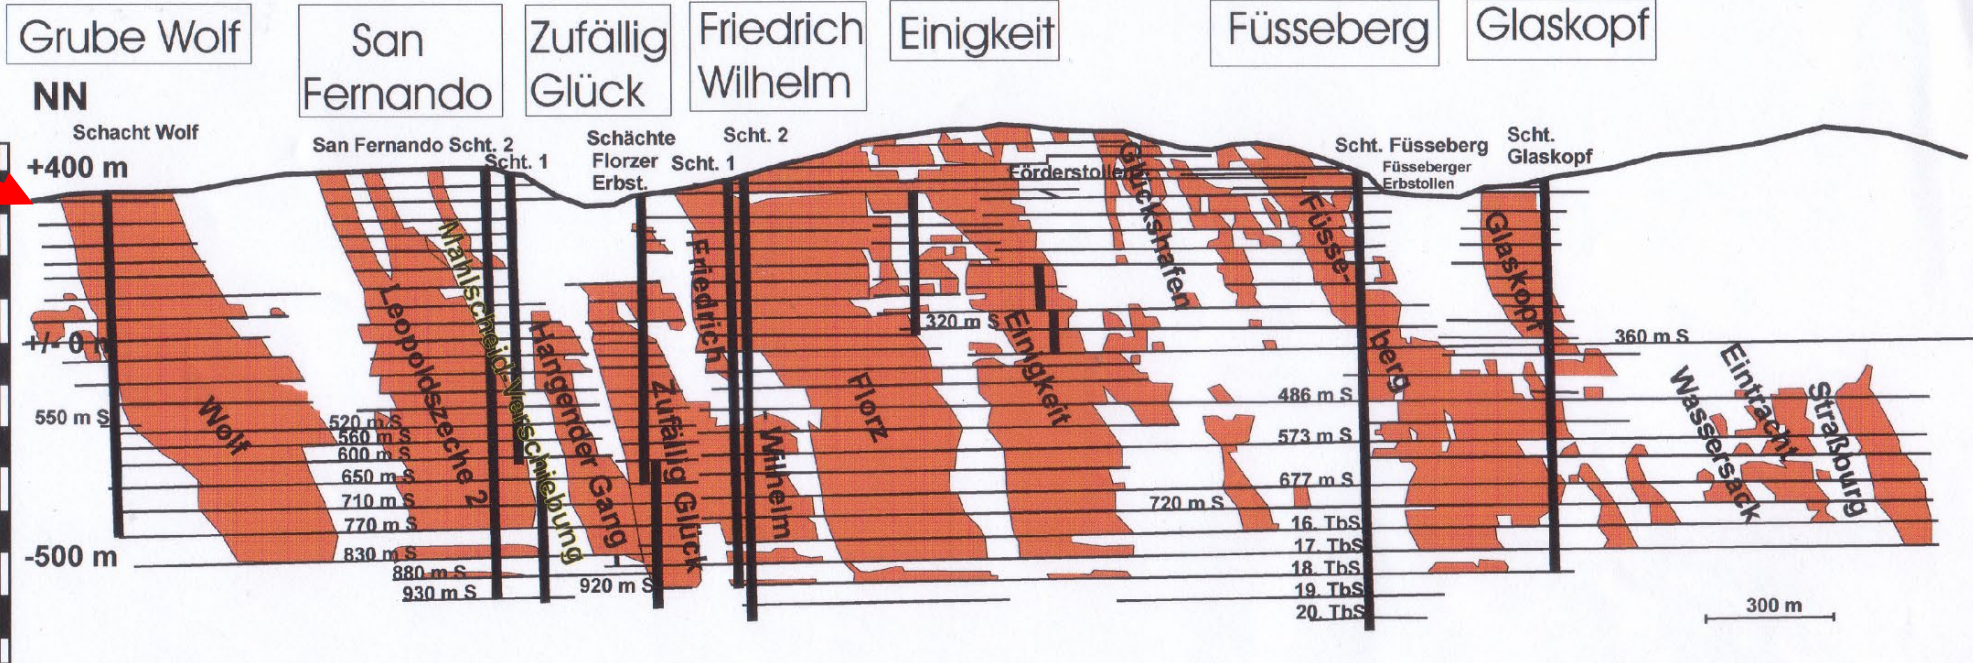 Grube Wolf
San
Fernando
Zufällig
Glück
Friedrich
Wilhelm
Einigkeit
Füsseberg
Glaskopf
NN
Schacht Wolf
+400 m
San Fernando Scht. 2
Scht. 1
Schächte
Florzer
Erbst.
Scht. 1
Scht. 2
Förderstollen
Scht. Füsseberg
Füsseberger
Erbstollen
Scht.
Glaskopf
Mahlscheid-Verschiebung
Leopoldszeche 2
Friedrich
- Wilhelm
Glückshafen
Füsse-
berg
Glaskopf
+/- 0 m
320 m S
Einigkeit
360 m S
Hangender Gang
Zufällig Glück
Florz
Wolf
Wassersack
Eintracht
Straßburg
550 m S
520 m S
560 m S
600 m S
650 m S
710 m S
770 m S
830 m S
880 m S
930 m S
-500 m
920 m S
486 m S
573 m S
677 m S
720 m S
16. TbS
17. TbS
18. TbS
19. TbS
20. TbS
300 m